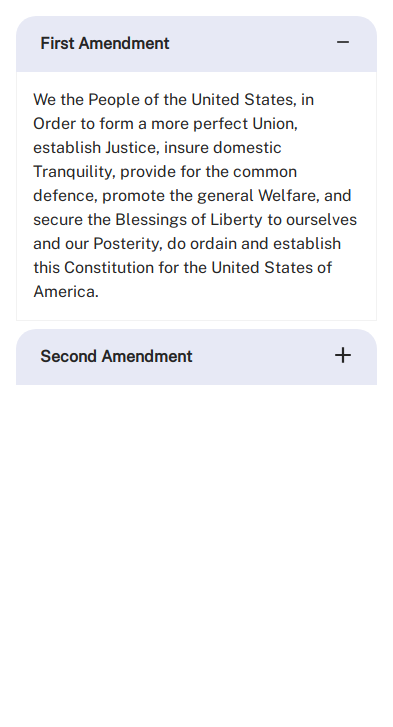 First Amendment
We the People of the United States, in
Order to form a more perfect Union,
establish Justice, insure domestic
Tranquility, provide for the common
defence, promote the general Welfare, and
secure the Blessings of Liberty to ourselves
and our Posterity, do ordain and establish
this Constitution for the United States of
America.
Second Amendment